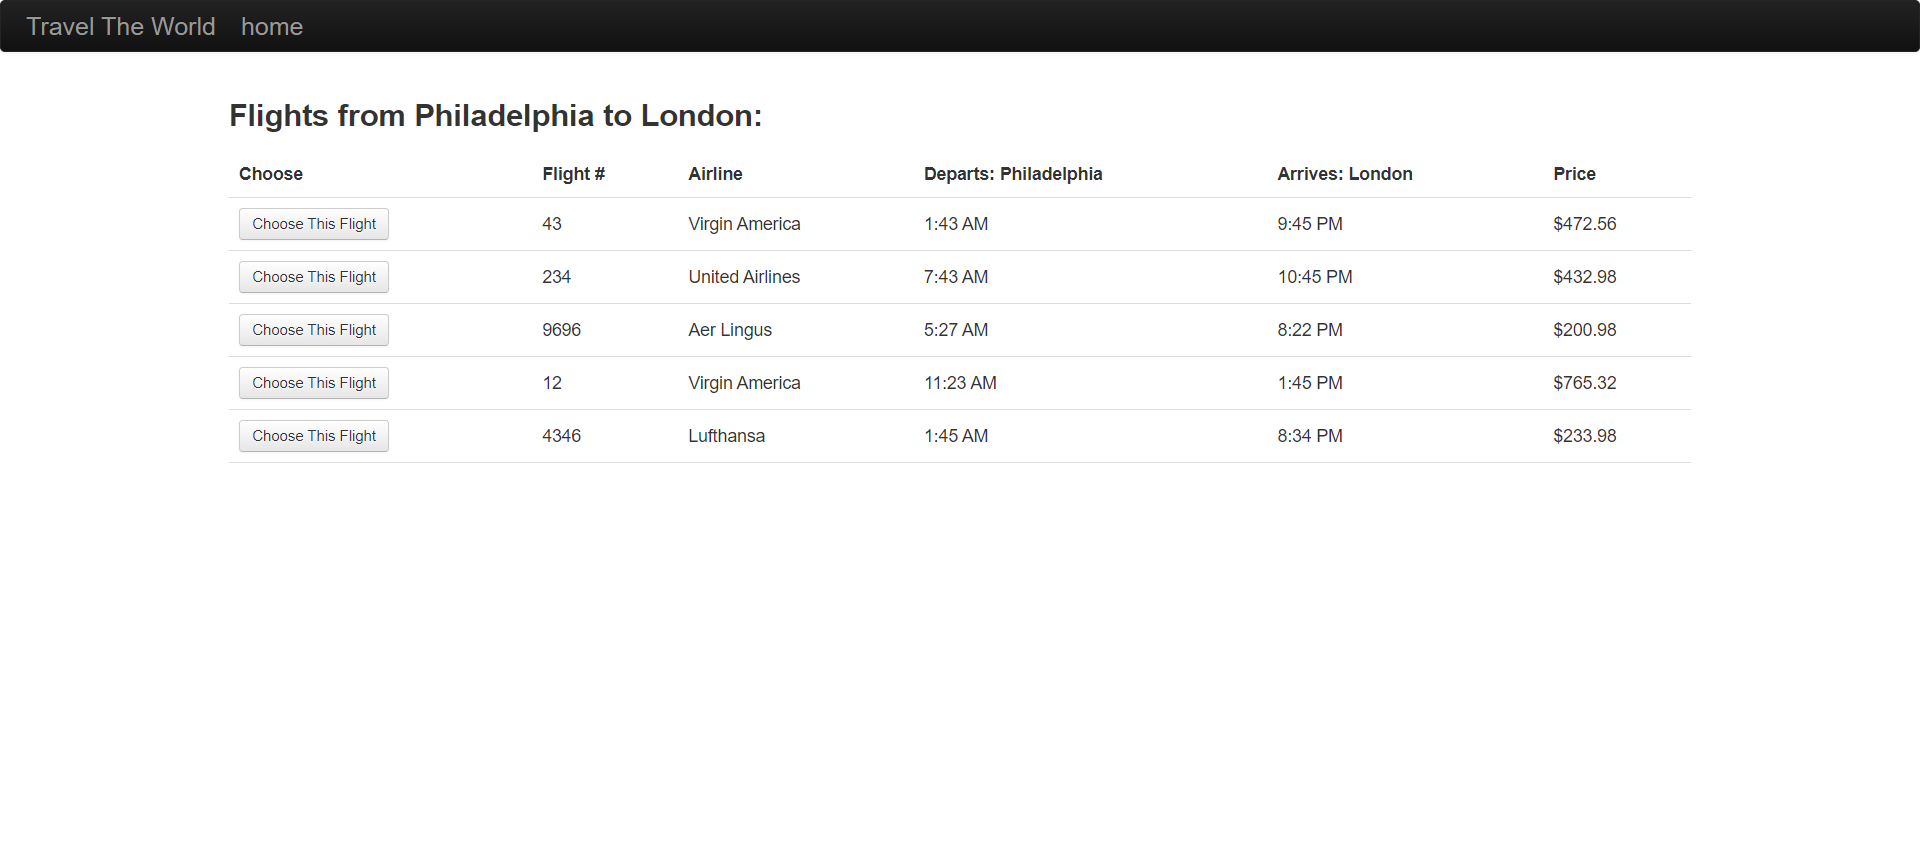 Travel The World home
Flights from Philadelphia to London:
Choose Flight # Airline Departs: Philadelphia Arrives: London Price
Choose This Flight 43 Virgin America 1:43 AM 9:45 PM $472.56
Choose This Flight 234 United Airlines 7:43 AM 10:45 PM $432.98
Choose This Flight 9696 Aer Lingus 5:27 AM 8:22 PM $200.98
Choose This Flight 12 Virgin America 11:23 AM 1:45 PM $765.32
Choose This Flight 4346 Lufthansa 1:45 AM 8:34 PM $233.98